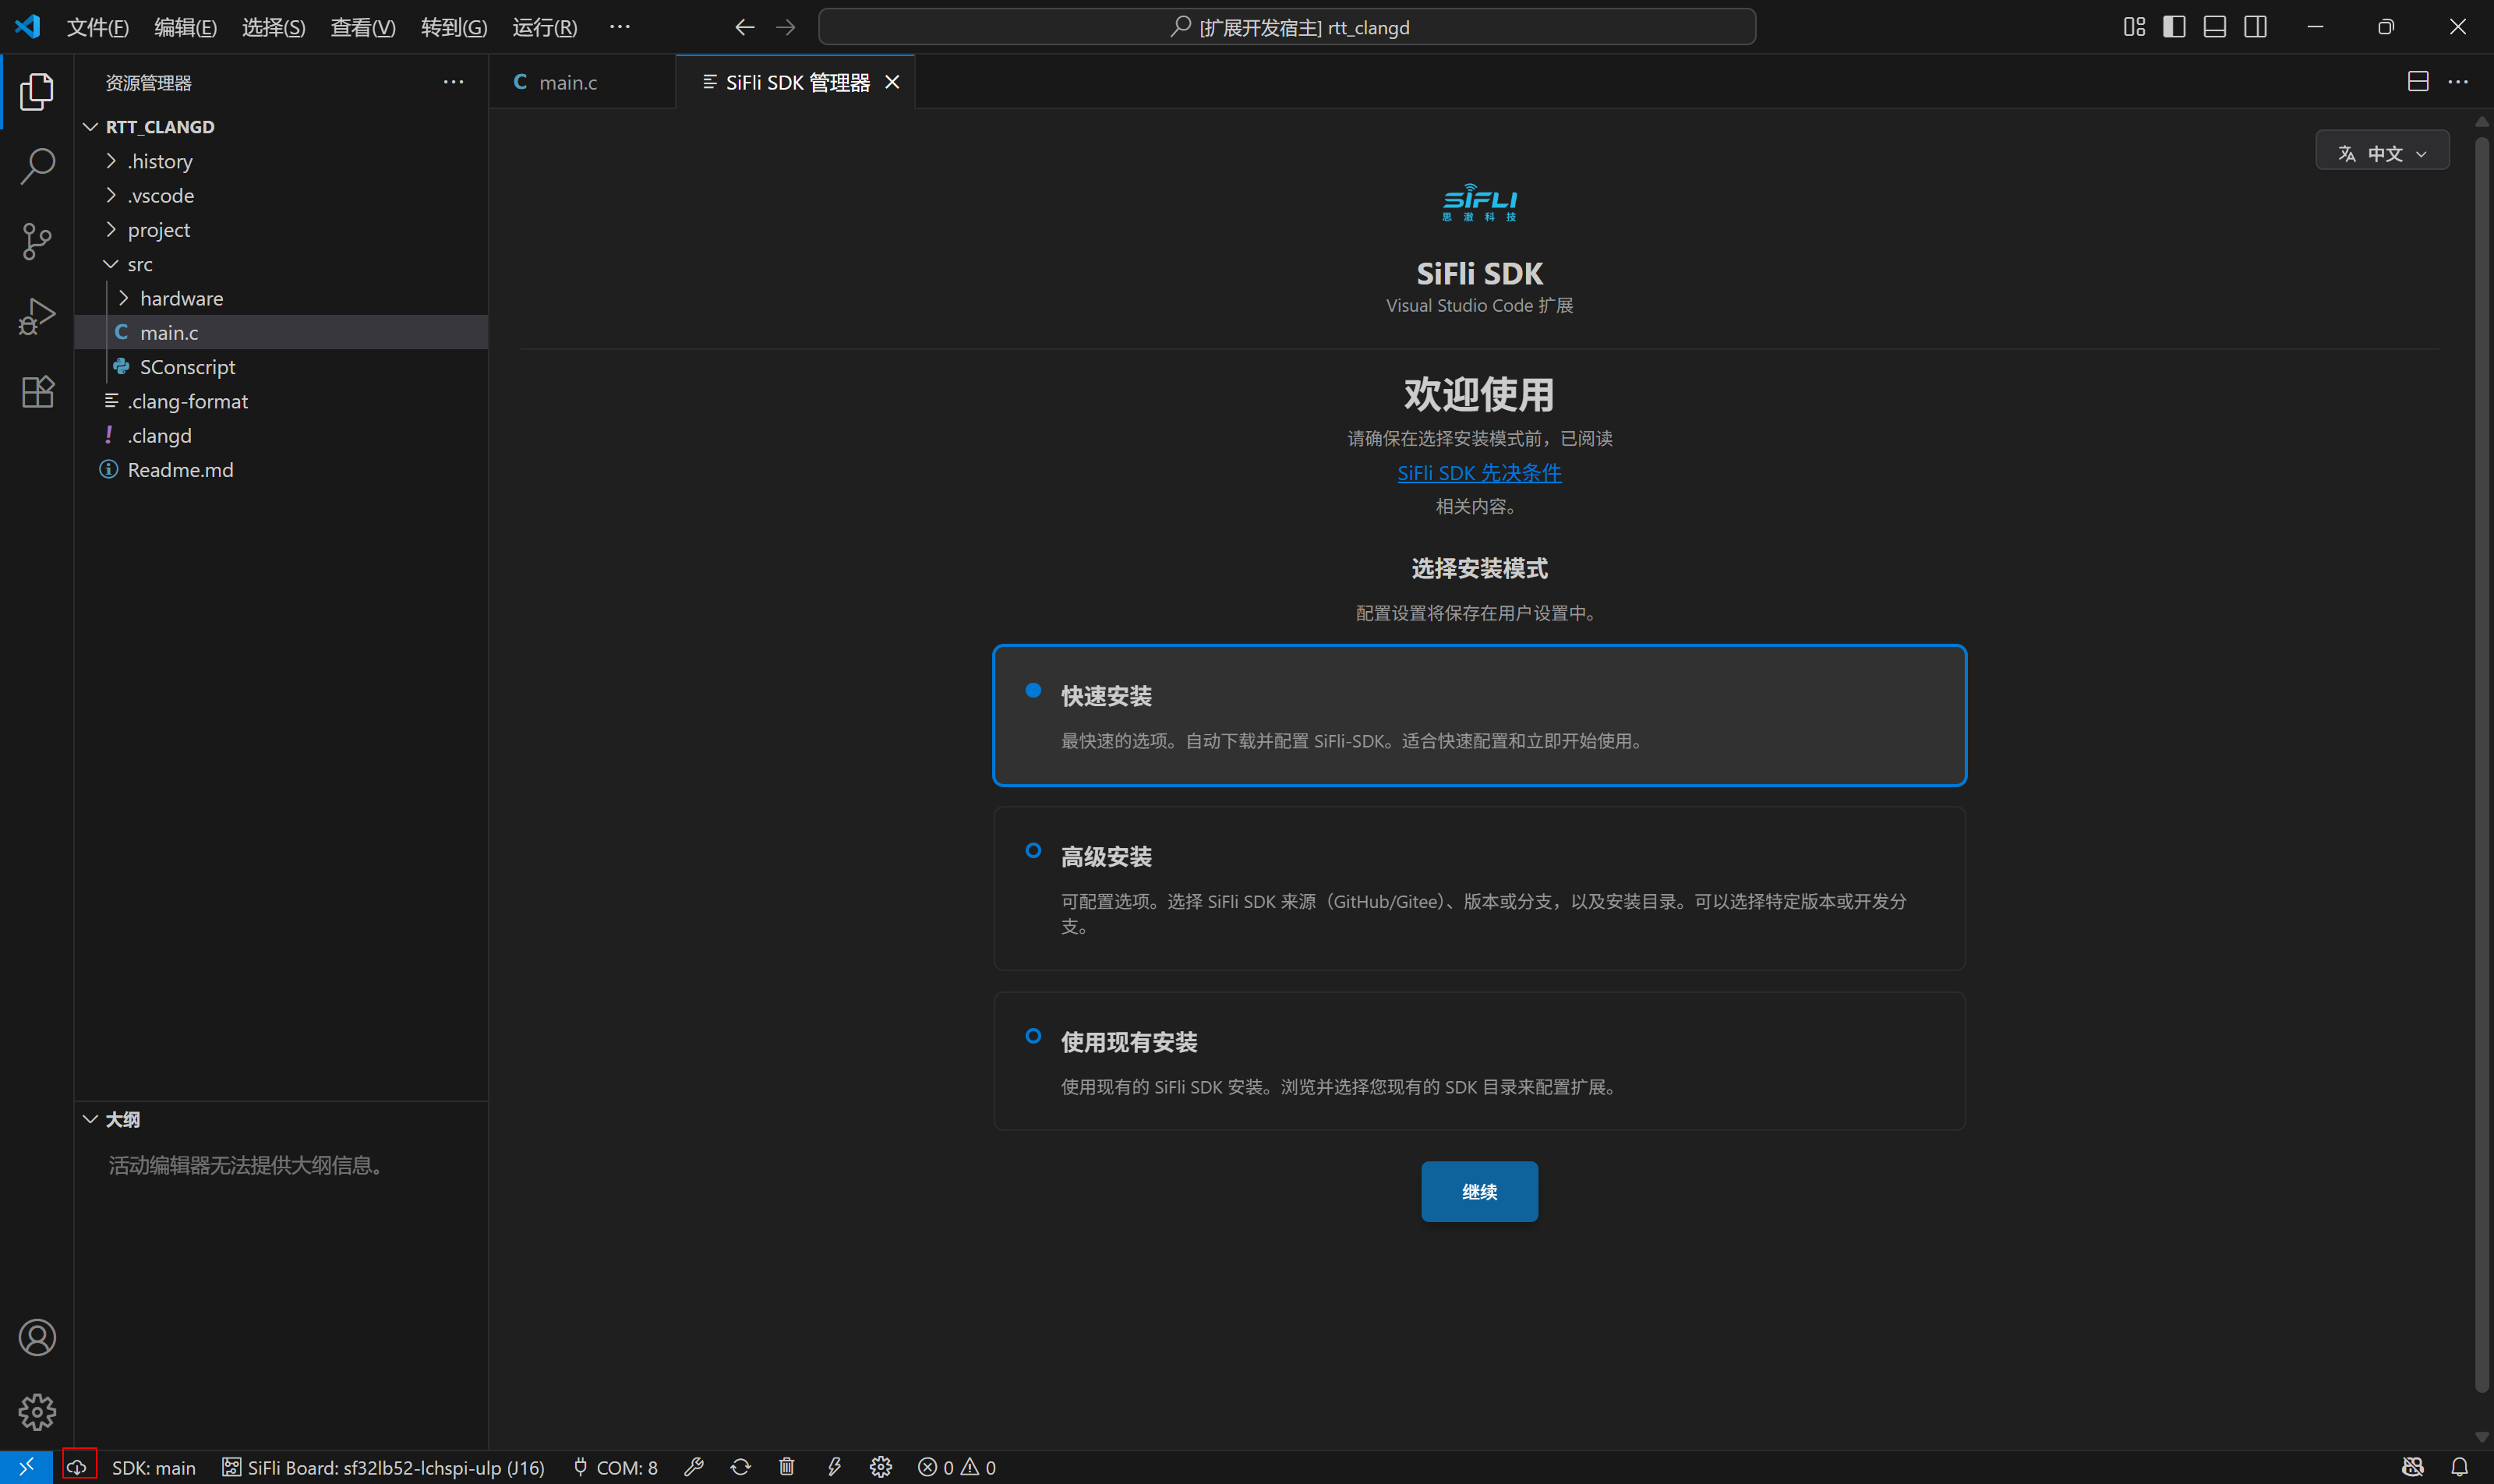 文件(F) 编辑(E) 选择(S) 查看(V) 转到(G) 运行(R) ···
[扩展开发宿主] rtt_clangd
资源管理器
RTT_CLANGD
.history
.vscode
project
src
hardware
main.c
SConscript
.clang-format
.clangd
Readme.md
大纲
活动编辑器无法提供大纲信息。
main.c
SiFli SDK 管理器
中文
SIFLI
思澈科技
SiFli SDK
Visual Studio Code 扩展
欢迎使用
请确保在选择安装模式前，已阅读
SiFli SDK 先决条件
相关内容。
选择安装模式
配置设置将保存在用户设置中。
快速安装
最快速的选项。自动下载并配置 SiFli-SDK。适合快速配置和立即开始使用。
高级安装
可配置选项。选择 SiFli SDK 来源（GitHub/Gitee）、版本或分支，以及安装目录。可以选择特定版本或开发分
支。
使用现有安装
使用现有的 SiFli SDK 安装。浏览并选择您现有的 SDK 目录来配置扩展。
继续
SDK: main SiFli Board: sf32lb52-lchspi-ulp (J16) COM: 8 0 0